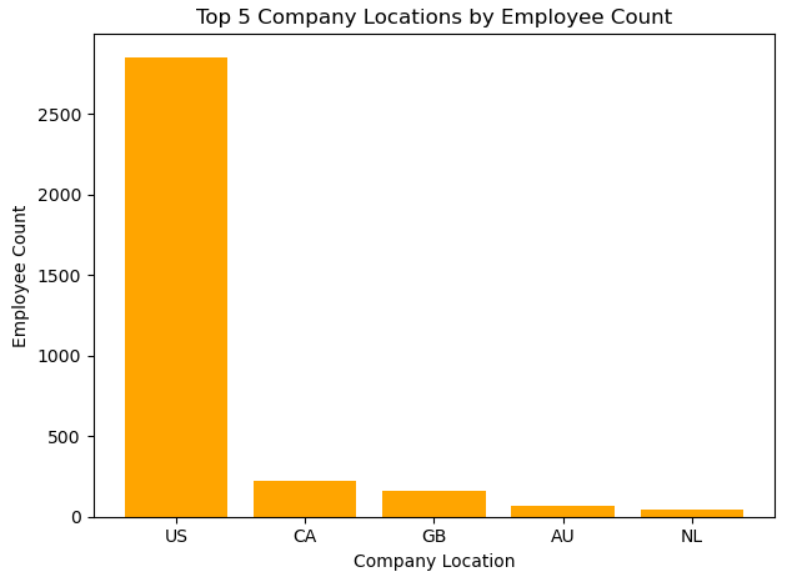 Top 5 Company Locations by Employee Count
Employee Count
2500
2000
1500
1000
500
0
US CA GB AU NL
Company Location